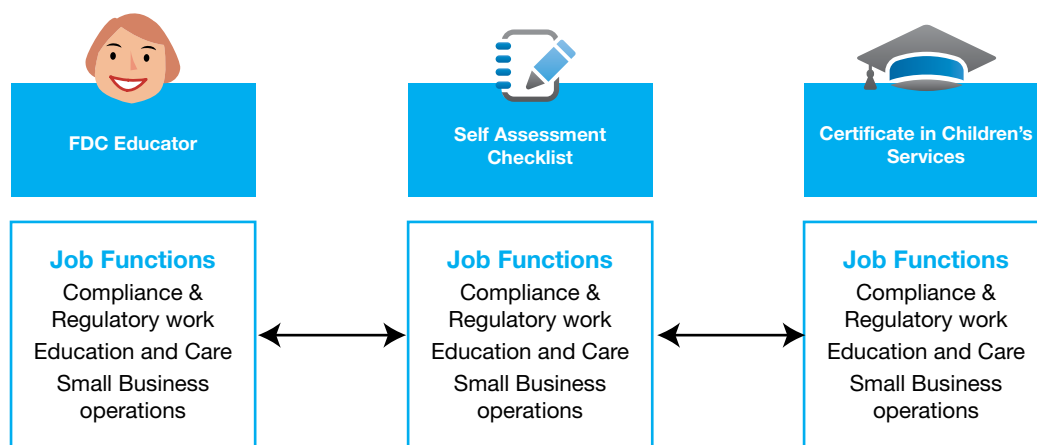 FDC Educator
Self Assessment
Checklist
Certificate in Children's
Services
Job Functions
Compliance &
Regulatory work
Education and Care
Small Business
operations
Job Functions
Compliance &
Regulatory work
Education and Care
Small Business
operations
Job Functions
Compliance &
Regulatory work
Education and Care
Small Business
operations